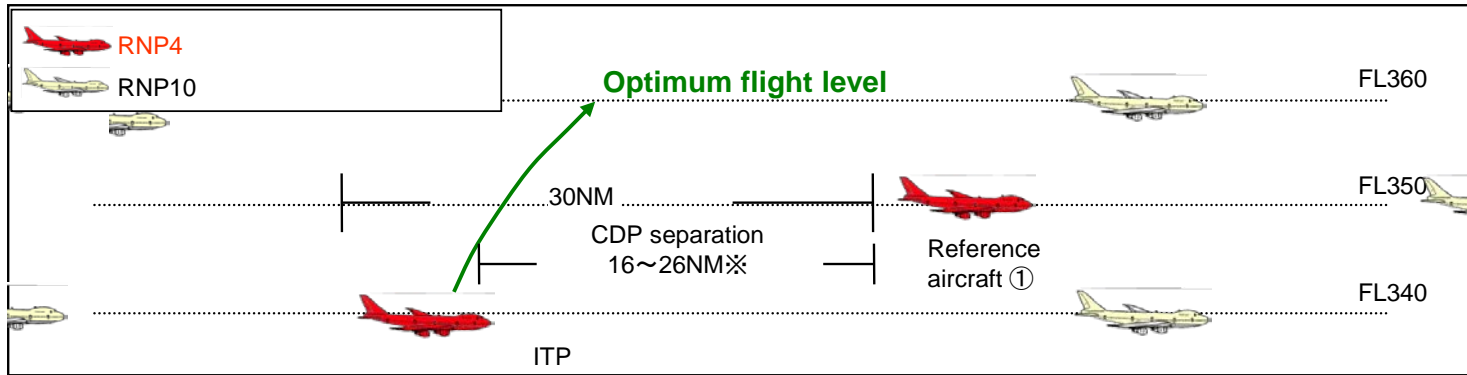 RNP4
RNP10
Optimum flight level
FL360
30NM
FL350
CDP separation
16～26NM※
Reference
aircraft ①
FL340
ITP